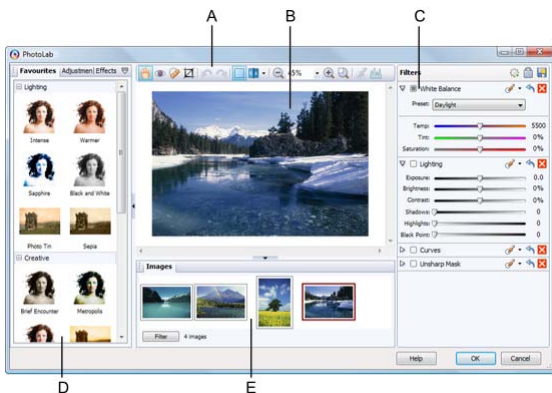 A B C
PhotoLab
Favourites Adjustmen Effects
Lighting
Intense Warmer
Sapphire Black and White
Photo Tin Sepia
Creative
Brief Encounter Metropolis
45%
Images
Filter 4 images
Filters
White Balance
Preset: Daylight
Temp: 5500
Tint: 0%
Saturation: 0%
Lighting
Exposure: 0.0
Brightness: 0%
Contrast: 0%
Shadows: 0
Highlights: 0
Black Point: 0
Curves
Unsharp Mask
Help OK Cancel
D E